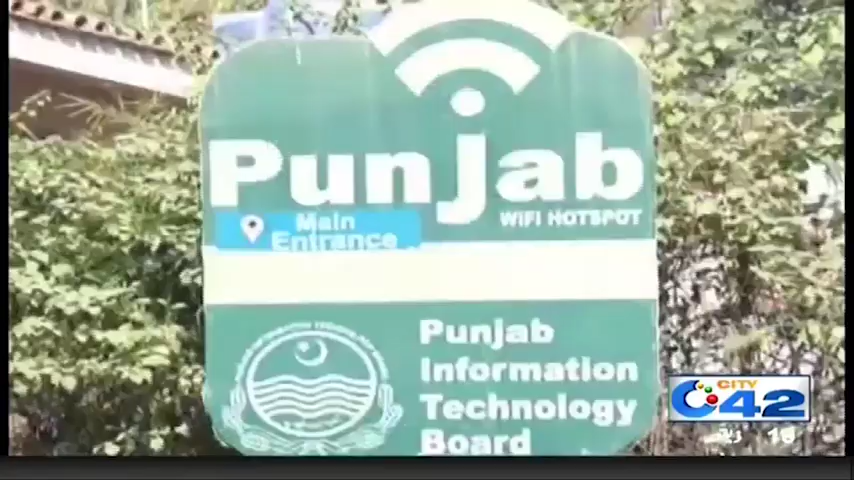 Punjab
WIFI HOTSPOT
Main
Entrance
Punjab
Information
Technology
Board
CITY
42